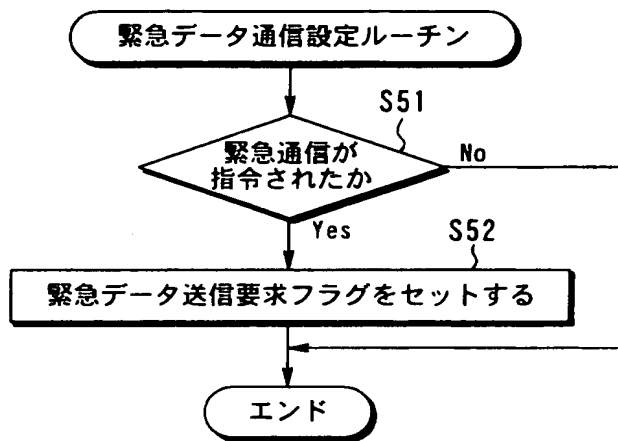 緊急データ通信設定ルーチン
S51
緊急通信が
指令されたか
No
Yes
S52
緊急データ送信要求フラグをセットする
エンド